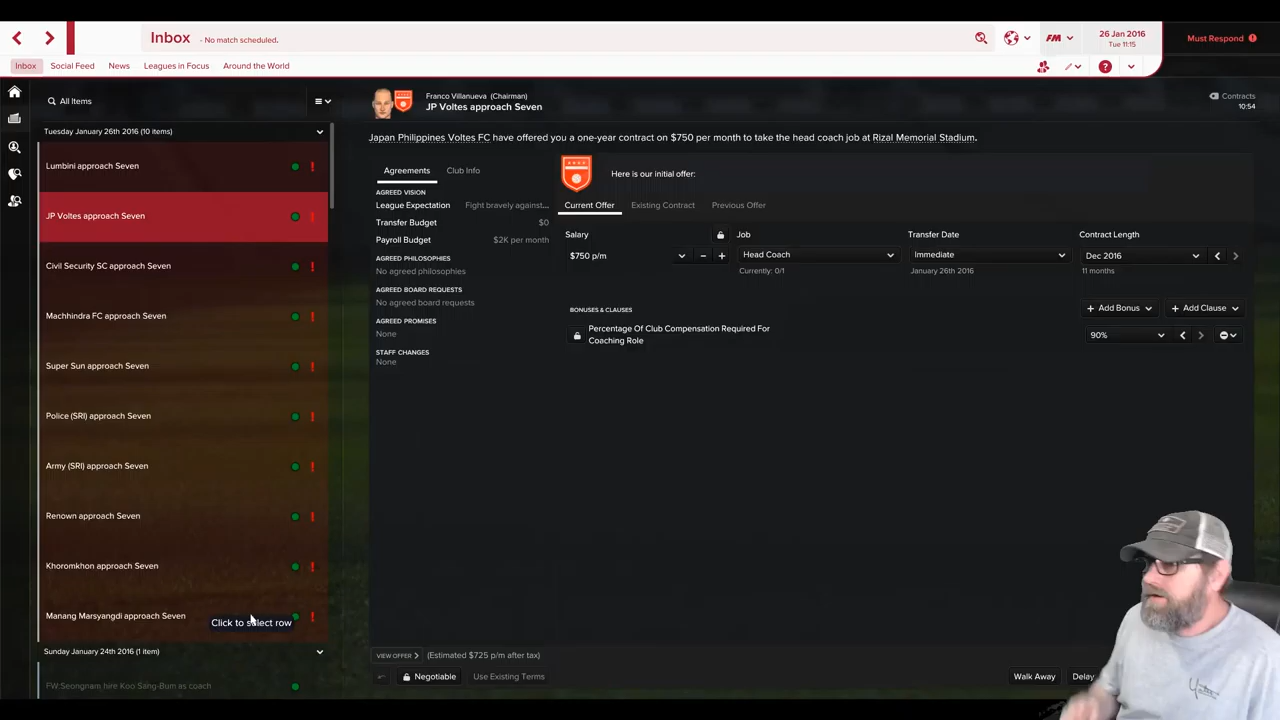 Inbox
- No match scheduled.
FM
26 Jan 2016
Tue 11:15
Must Respond
Inbox
Social Feed
News
Leagues in Focus
Around the World
All Items
Franco Villanueva (Chairman)
JP Voltes approach Seven
Contracts
10:54
Tuesday January 26th 2016 (10 items)
Japan Philippines Voltes FC have offered you a one-year contract on $750 per month to take the head coach job at Rizal Memorial Stadium.
Lumbini approach Seven
JP Voltes approach Seven
Civil Security SC approach Seven
Machhindra FC approach Seven
Super Sun approach Seven
Police (SRI) approach Seven
Army (SRI) approach Seven
Renown approach Seven
Khoromkhon approach Seven
Manang Marsyangdi approach Seven
Click to select row
Sunday January 24th 2016 (1 item)
FW Seongnam hire Koo Sang-Bum as coach
Agreements
Club Info
AGREED VISION
League Expectation
Fight bravely against...
Transfer Budget
$0
Payroll Budget
$2K per month
AGREED PHILOSOPHIES
No agreed philosophies
AGREED BOARD REQUESTS
No agreed board requests
AGREED PROMISES
None
STAFF CHANGES
None
Here is our initial offer:
Current Offer
Existing Contract
Previous Offer
Salary
$750 p/m
Job
Head Coach
Currently: 0/1
Transfer Date
Immediate
January 26th 2016
Contract Length
Dec 2016
11 months
BONUSES & CLAUSES
Add Bonus
Add Clause
Percentage Of Club Compensation Required For
Coaching Role
90%
VIEW OFFER
(Estimated $725 p/m after tax)
Negotiable
Use Existing Terms
Walk Away
Delay